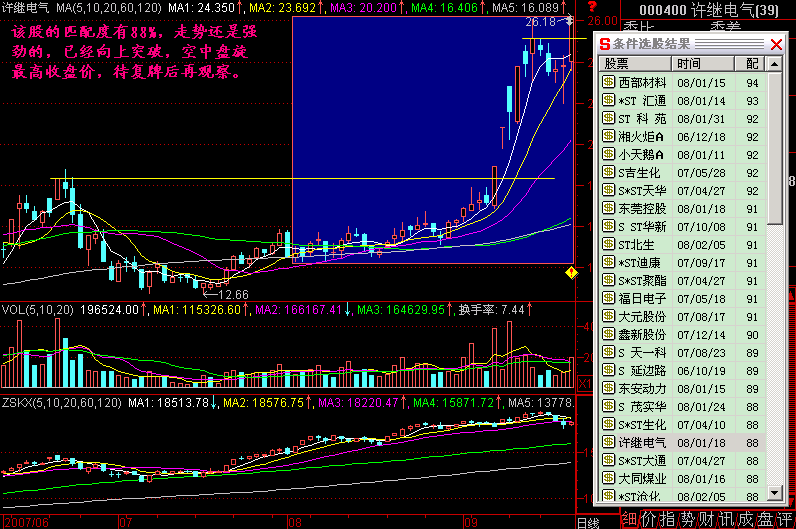 许继电气 MA(5,10,20,60,120) MA1: 24.350↑, MA2: 23.692↑, MA3: 20.200↑, MA4: 16.406↑, MA5: 16.089↑
000400 许继电气(39)
26.18
26.00
该股的匹配度有88%,走势还是强
劲的,已经向上突破,空中盘旋
最高收盘价,待复牌后再观察。
12.66
VOL(5,10,20) 196524.00↑, MA1: 115326.60↑, MA2: 166167.41↓, MA3: 164629.95↑, 换手率: 7.44↑
X1
ZSKX(5,10,20,60,120) MA1: 18513.78↓, MA2: 18576.75↑, MA3: 18220.47↑, MA4: 15871.72↑, MA5: 13778.
2007/06 07 08 09 日线
条件选股结果
股票 时间 配
西部材料 08/01/15 94
*ST 汇通 08/01/14 93
ST 科 苑 08/01/31 92
湘火炬A 06/12/18 92
小天鹅A 08/01/11 92
S吉生化 07/05/28 92
S*ST天华 07/04/27 92
东莞控股 08/01/18 91
S ST华新 07/10/08 91
ST北生 08/02/05 91
*ST迪康 07/09/17 91
S*ST聚酯 07/04/27 91
福日电子 07/05/18 91
大元股份 07/08/17 91
鑫新股份 07/12/14 90
S 天一科 07/08/23 89
S 延边路 06/10/19 89
东安动力 08/01/15 89
S 茂实华 08/01/24 88
S*ST生化 07/04/10 88
许继电气 08/01/18 88
S*ST大通 07/04/27 88
大同煤业 08/01/16 88
*ST沧化 08/02/05 88
细价指势财讯成盘评